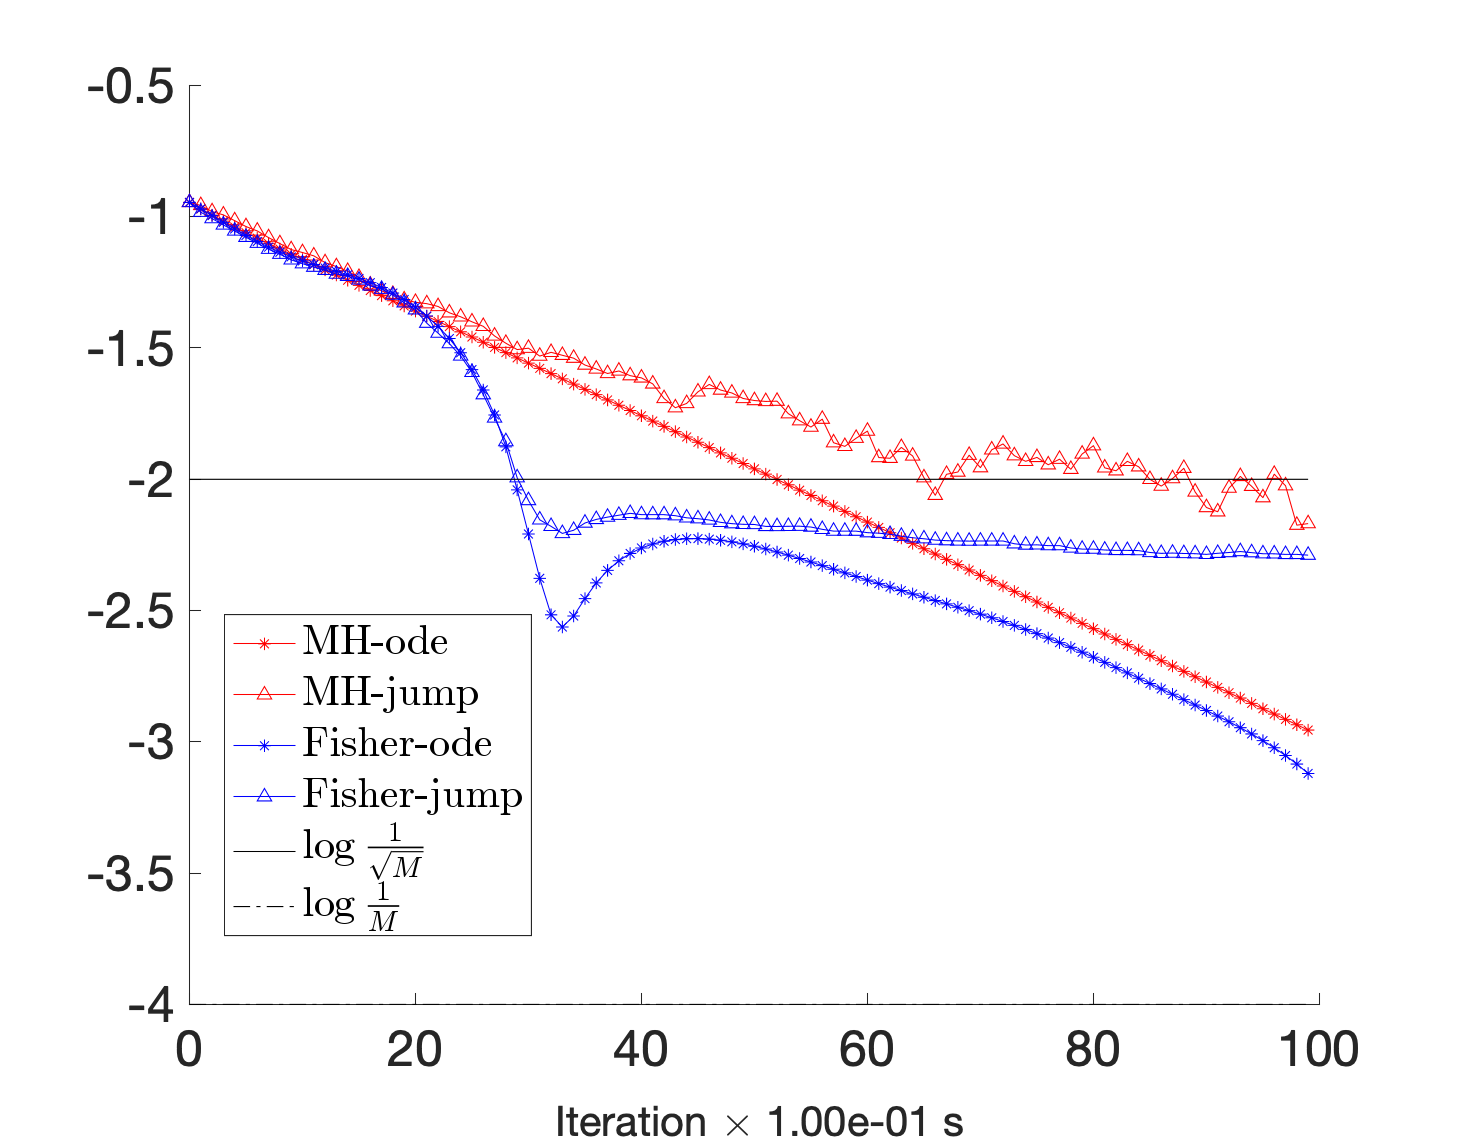 -0.5
-1
-1.5
-2
-2.5
-3
-3.5
-4
MH-ode
MH-jump
Fisher-ode
Fisher-jump
log 1/√M
log 1/M
0 20 40 60 80 100
Iteration × 1.00e-01 s